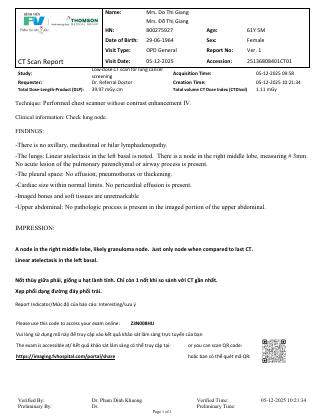 BỆNH VIỆN
FV
THOMSON
MEDICAL GROUP
CT Scan Report
Name: Mrs. Do Thi Giang
Mrs. Đỗ Thị Giang
HN: 800275927 Age: 61Y 5M
Date of Birth: 29-06-1964 Sex: Female
Visit Type: OPD General Report No: Ver. 1
Visit Date: 05-12-2025 Accession: 25136808401CT01
Study: Low-dose CT scan for lung cancer screening Acquisition Time: 05-12-2025 09:58
Requester: Dr. Referral Doctor Creation Time: 05-12-2025 10:21:34
Total Dose-Length-Product (DLP): 39.97 mGy.cm Total volume CT Dose Index (CTDIvol) 1.11 mGy
Technique: Performed chest scanner without contrast enhancement IV.
Clinical information: Check lung node.
FINDINGS:
-There is no axillary, mediastinal or hilar lymphadenopathy.
-The lungs: Linear atelectasis in the left basal is noted. There is a node in the right middle lobe, measuring # 3mm.
No acute lesion of the pulmonary parenchymal or airway process is present.
-The pleural space: No effusion, pneumothorax or thickening.
-Cardiac size within normal limits. No pericardial effusion is present.
-Imaged bones and soft tissues are unremarkable
-Upper abdominal: No pathologic process is present in the imaged portion of the upper abdominal.
IMPRESSION:
A node in the right middle lobe, likely granuloma node. Just only node when compared to last CT.
Linear atelectasis in the left basal.
Nốt thùy giữa phải, giống u hạt lành tính. Chỉ còn 1 nốt khi so sánh với CT gần nhất.
Xẹp phổi dạng đường đáy phổi trái.
Report Indicator/Mức độ của báo cáo: Interesting/Lưu ý
Please use this code to access your exam online: Z3N008HU
Vui lòng sử dụng mã này để truy cập vào kết quả khảo sát lâm sàng trực tuyến của bạn
The exam is accessible at/ Kết quả khảo sát lâm sàng có thể truy cập tại: or you can scan QR code:
https://imaging.fvhospital.com/portal/share hoặc bạn có thể quét mã QR:
Verified By: Dr. Pham Dinh Khuong Verified Time: 05-12-2025 10:21:34
Preliminary By: Dr. Preliminary Time:
Page 1 of 1